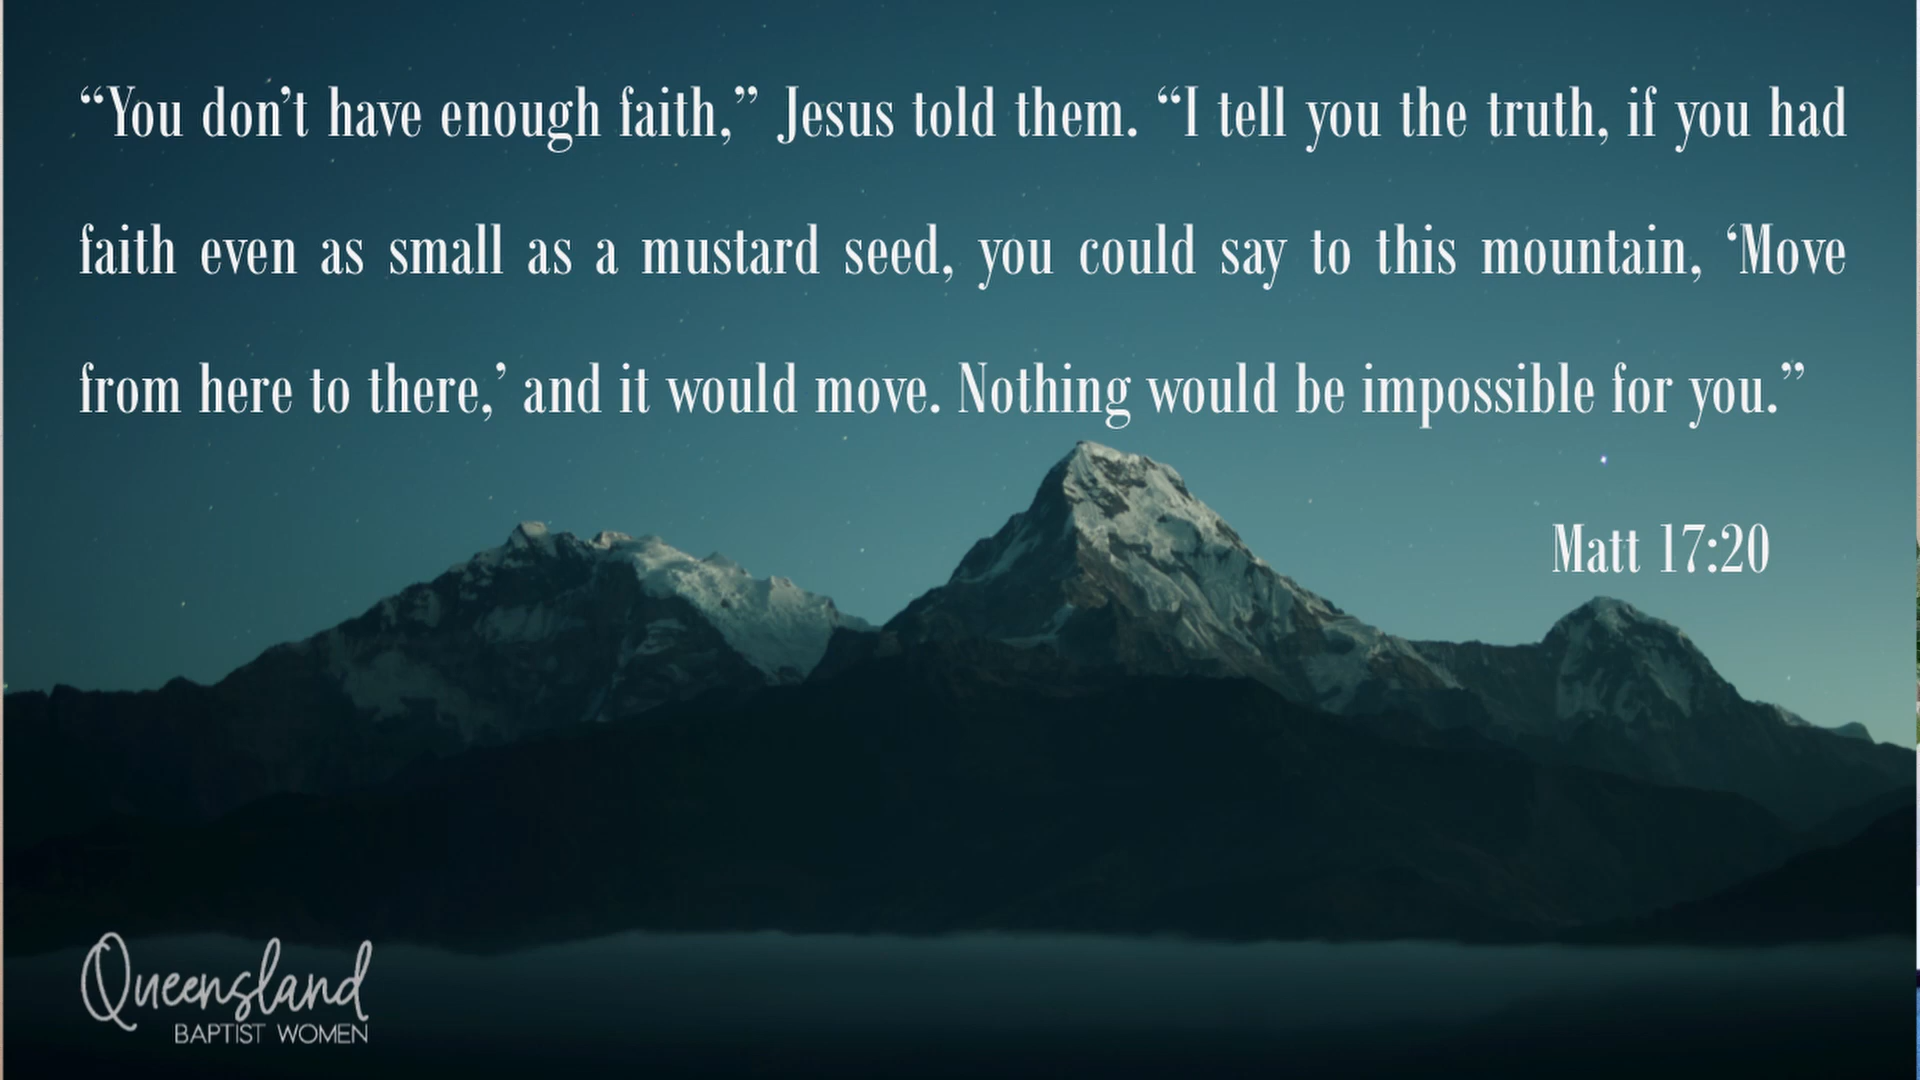 “You don’t have enough faith,” Jesus told them. “I tell you the truth, if you had
faith even as small as a mustard seed, you could say to this mountain, ‘Move
from here to there,’ and it would move. Nothing would be impossible for you.”
Matt 17:20
Queensland
BAPTIST WOMEN